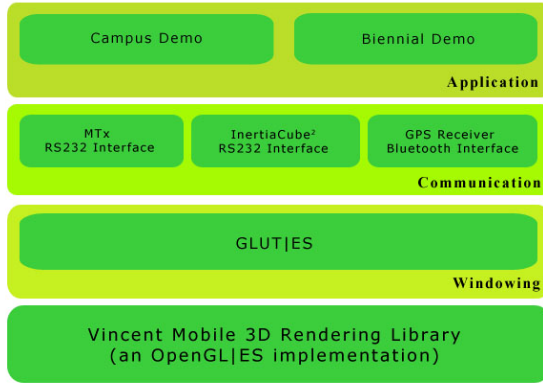 Campus Demo
Biennial Demo
Application
MTx
RS232 Interface
InertiaCube²
RS232 Interface
GPS Receiver
Bluetooth Interface
Communication
GLUT|ES
Windowing
Vincent Mobile 3D Rendering Library
(an OpenGL|ES implementation)